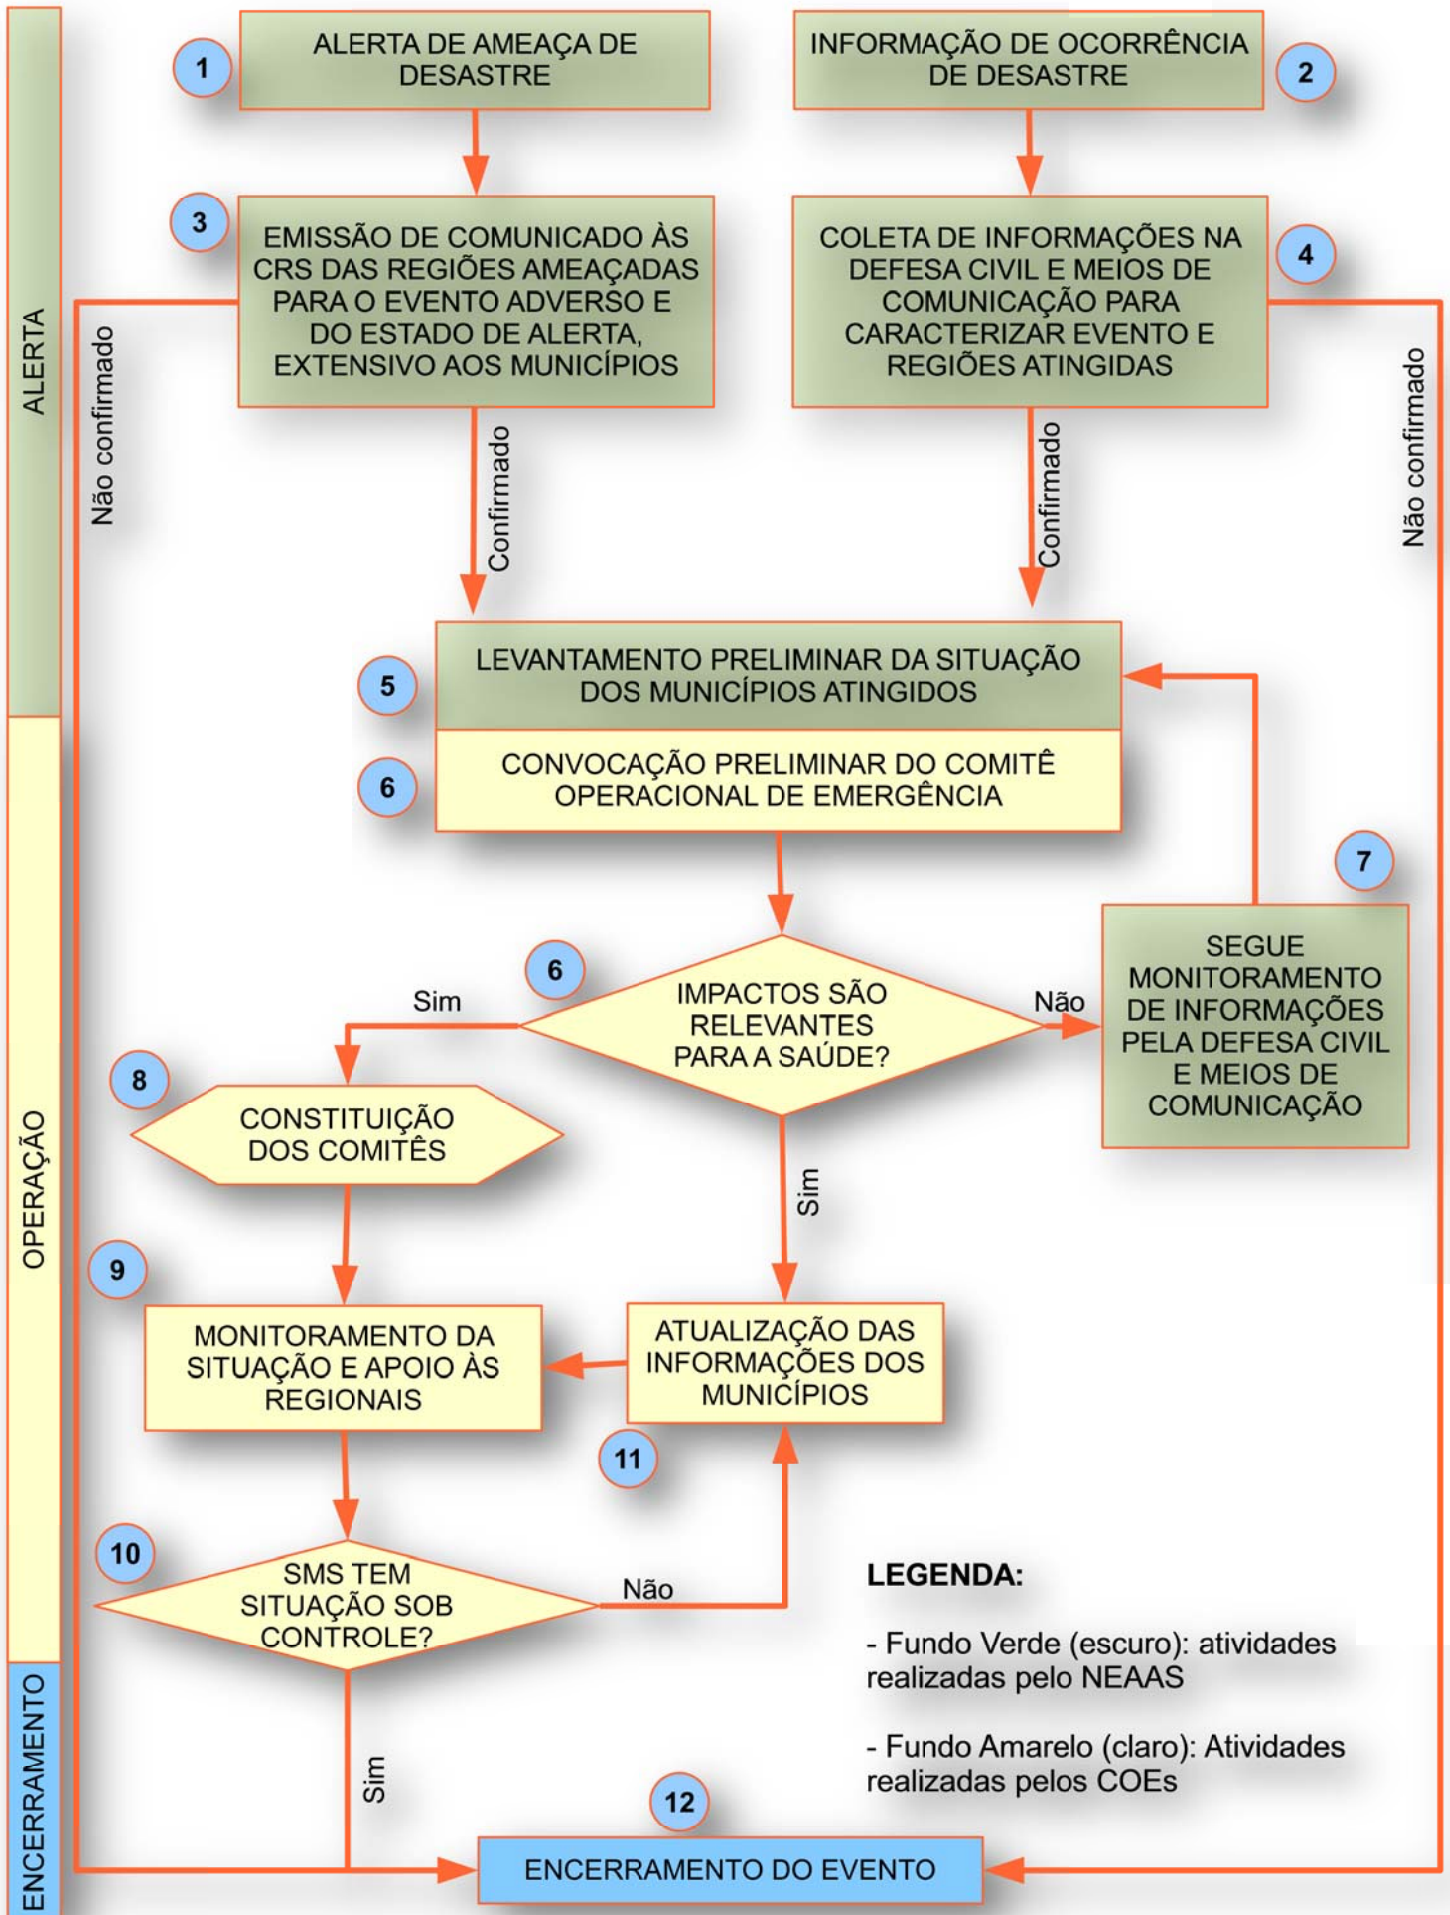 ALERTA
1
ALERTA DE AMEAÇA DE
DESASTRE
INFORMAÇÃO DE OCORRÊNCIA
DE DESASTRE
2
3
EMISSÃO DE COMUNICADO ÀS
CRS DAS REGIÕES AMEAÇADAS
PARA O EVENTO ADVERSO E
DO ESTADO DE ALERTA,
EXTENSIVO AOS MUNICÍPIOS
COLETA DE INFORMAÇÕES NA
DEFESA CIVIL E MEIOS DE
COMUNICAÇÃO PARA
CARACTERIZAR EVENTO E
REGIÕES ATINGIDAS
4
Não confirmado
Confirmado
Confirmado
Não confirmado
5
LEVANTAMENTO PRELIMINAR DA SITUAÇÃO
DOS MUNICÍPIOS ATINGIDOS
OPERAÇÃO
6
CONVOCAÇÃO PRELIMINAR DO COMITÊ
OPERACIONAL DE EMERGÊNCIA
7
SEGUE
MONITORAMENTO
DE INFORMAÇÕES
PELA DEFESA CIVIL
E MEIOS DE
COMUNICAÇÃO
6
IMPACTOS SÃO
RELEVANTES
PARA A SAÚDE?
Sim
Não
8
CONSTITUIÇÃO
DOS COMITÊS
Sim
9
MONITORAMENTO DA
SITUAÇÃO E APOIO ÀS
REGIONAIS
ATUALIZAÇÃO DAS
INFORMAÇÕES DOS
MUNICÍPIOS
11
10
SMS TEM
SITUAÇÃO SOB
CONTROLE?
Não
Sim
LEGENDA:
- Fundo Verde (escuro): atividades
realizadas pelo NEAAS
- Fundo Amarelo (claro): Atividades
realizadas pelos COEs
ENCERRAMENTO
12
ENCERRAMENTO DO EVENTO